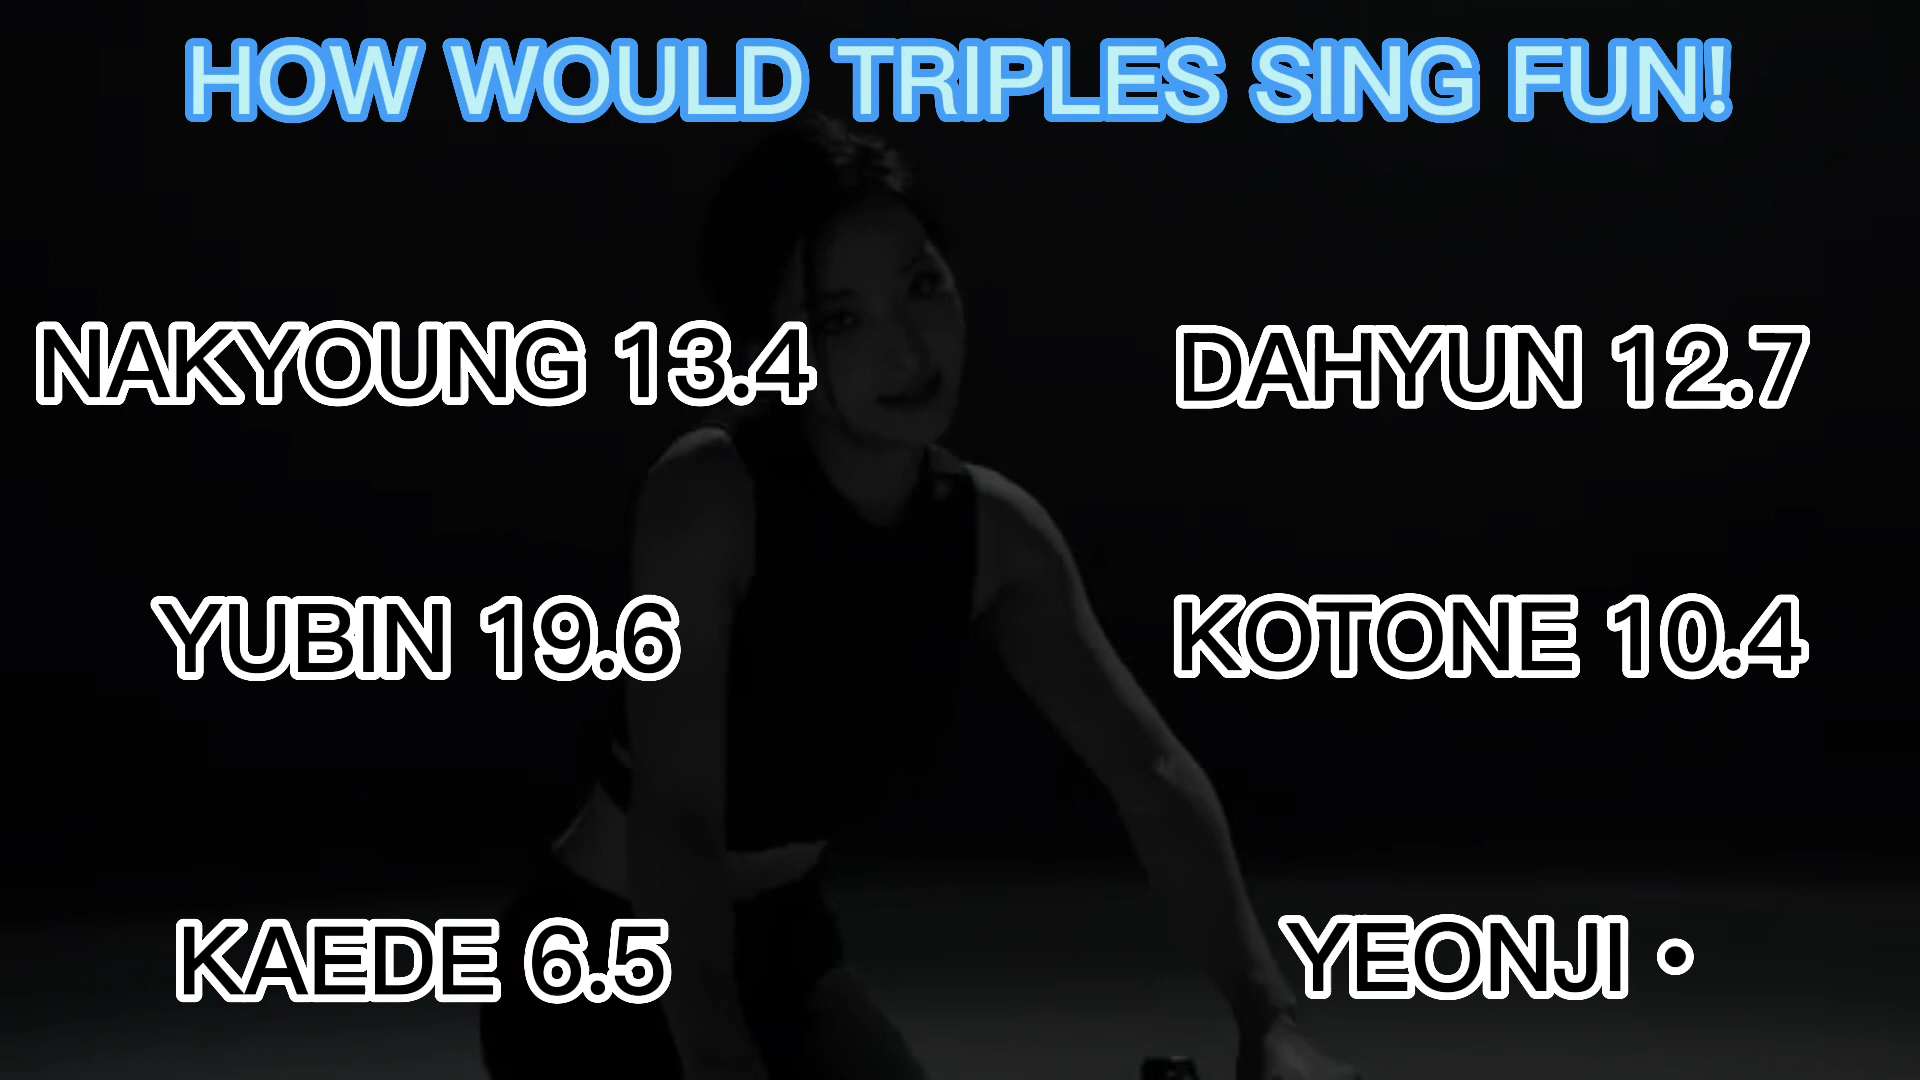 HOW WOULD TRIPLES SING FUN!
NAKYOUNG 13.4
DAHYUN 12.7
YUBIN 19.6
KOTONE 10.4
KAEDE 6.5
YEONJI •